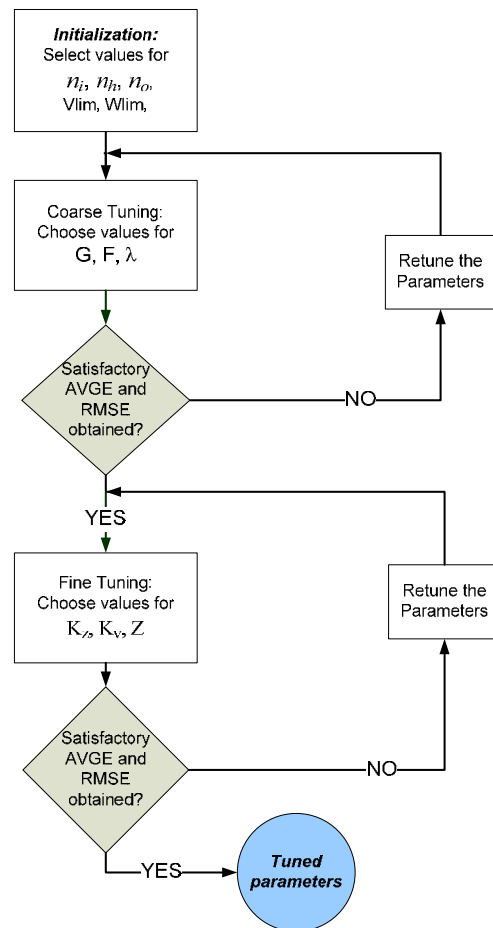 Initialization:
Select values for
nᵢ, nₕ, nₒ,
Vlim, Wlim,
Coarse Tuning:
Choose values for
G, F, λ
Retune the
Parameters
Satisfactory
AVGE and
RMSE
obtained?
NO
YES
Fine Tuning:
Choose values for
K_z, K_v, Z
Retune the
Parameters
Satisfactory
AVGE and
RMSE
obtained?
NO
YES
Tuned
parameters